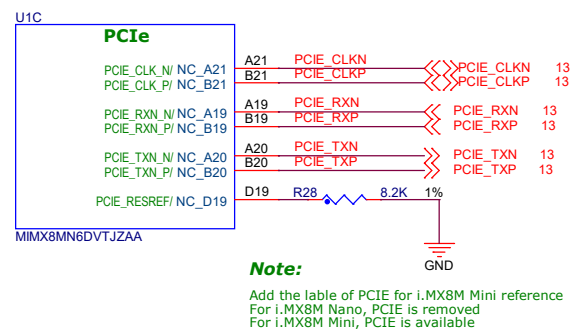 U1C
PCIe
PCIE_CLK_N/ NC_A21 A21 PCIE_CLKN PCIE_CLKN 13
PCIE_CLK_P/ NC_B21 B21 PCIE_CLKP PCIE_CLKP 13
PCIE_RXN_N/ NC_A19 A19 PCIE_RXN PCIE_RXN 13
PCIE_RXN_P/ NC_B19 B19 PCIE_RXP PCIE_RXP 13
PCIE_TXN_N/ NC_A20 A20 PCIE_TXN PCIE_TXN 13
PCIE_TXN_P/ NC_B20 B20 PCIE_TXP PCIE_TXP 13
PCIE_RESREF/ NC_D19 D19 R28 8.2K 1%
MIMX8MN6DVTJZAA
GND
Note:
Add the lable of PCIE for i.MX8M Mini reference
For i.MX8M Nano, PCIE is removed
For i.MX8M Mini, PCIE is available